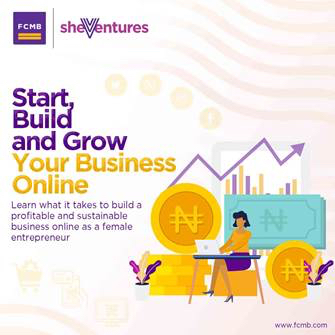 FCMB
sheVentures
Start,
Build
and Grow
Your Business
Online
Learn what it takes to build a
profitable and sustainable
business online as a female
entrepreneur
₦
₦
₦
www.fcmb.com